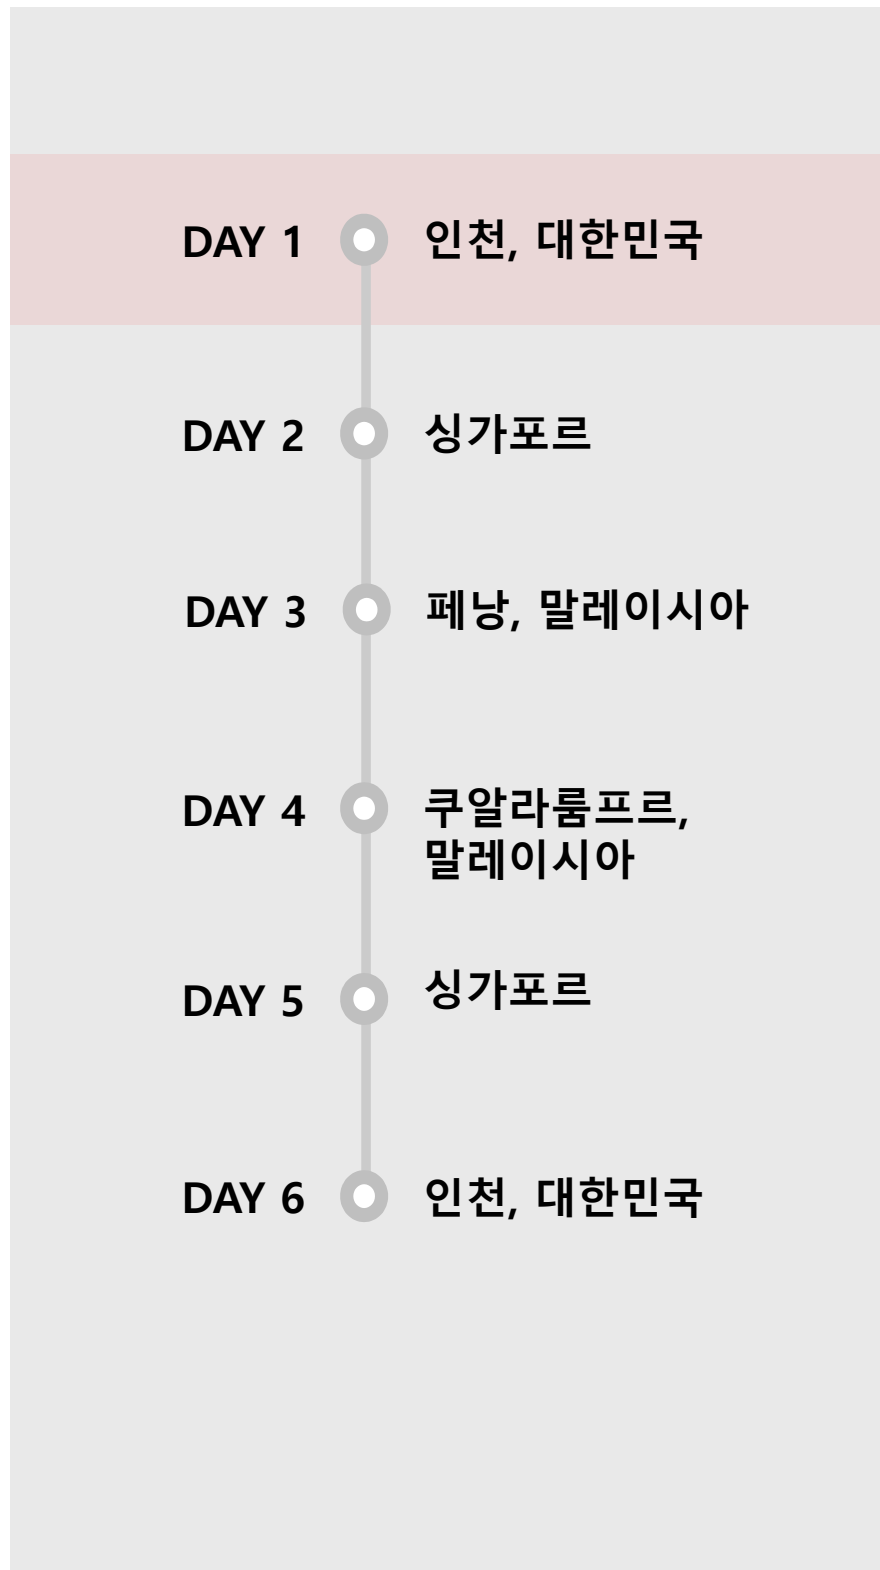 DAY 1 인천, 대한민국
DAY 2 싱가포르
DAY 3 페낭, 말레이시아
DAY 4 쿠알라룸프르,
말레이시아
DAY 5 싱가포르
DAY 6 인천, 대한민국